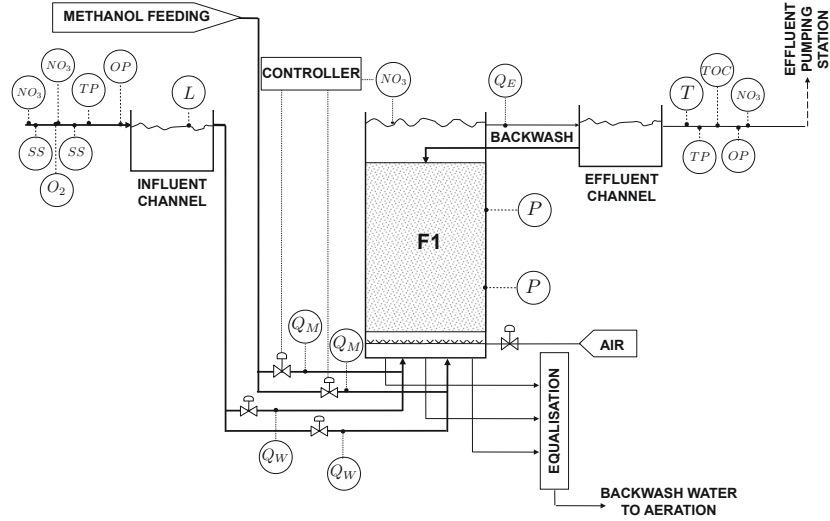 METHANOL FEEDING
EFFLUENT
PUMPING
STATION
NO3
NO3
TP
OP
L
CONTROLLER
NO3
QE
T
TOC
NO3
SS
SS
O2
INFLUENT
CHANNEL
BACKWASH
EFFLUENT
CHANNEL
TP
OP
P
F1
P
QM
QM
AIR
QW
QW
EQUALISATION
BACKWASH WATER
TO AERATION